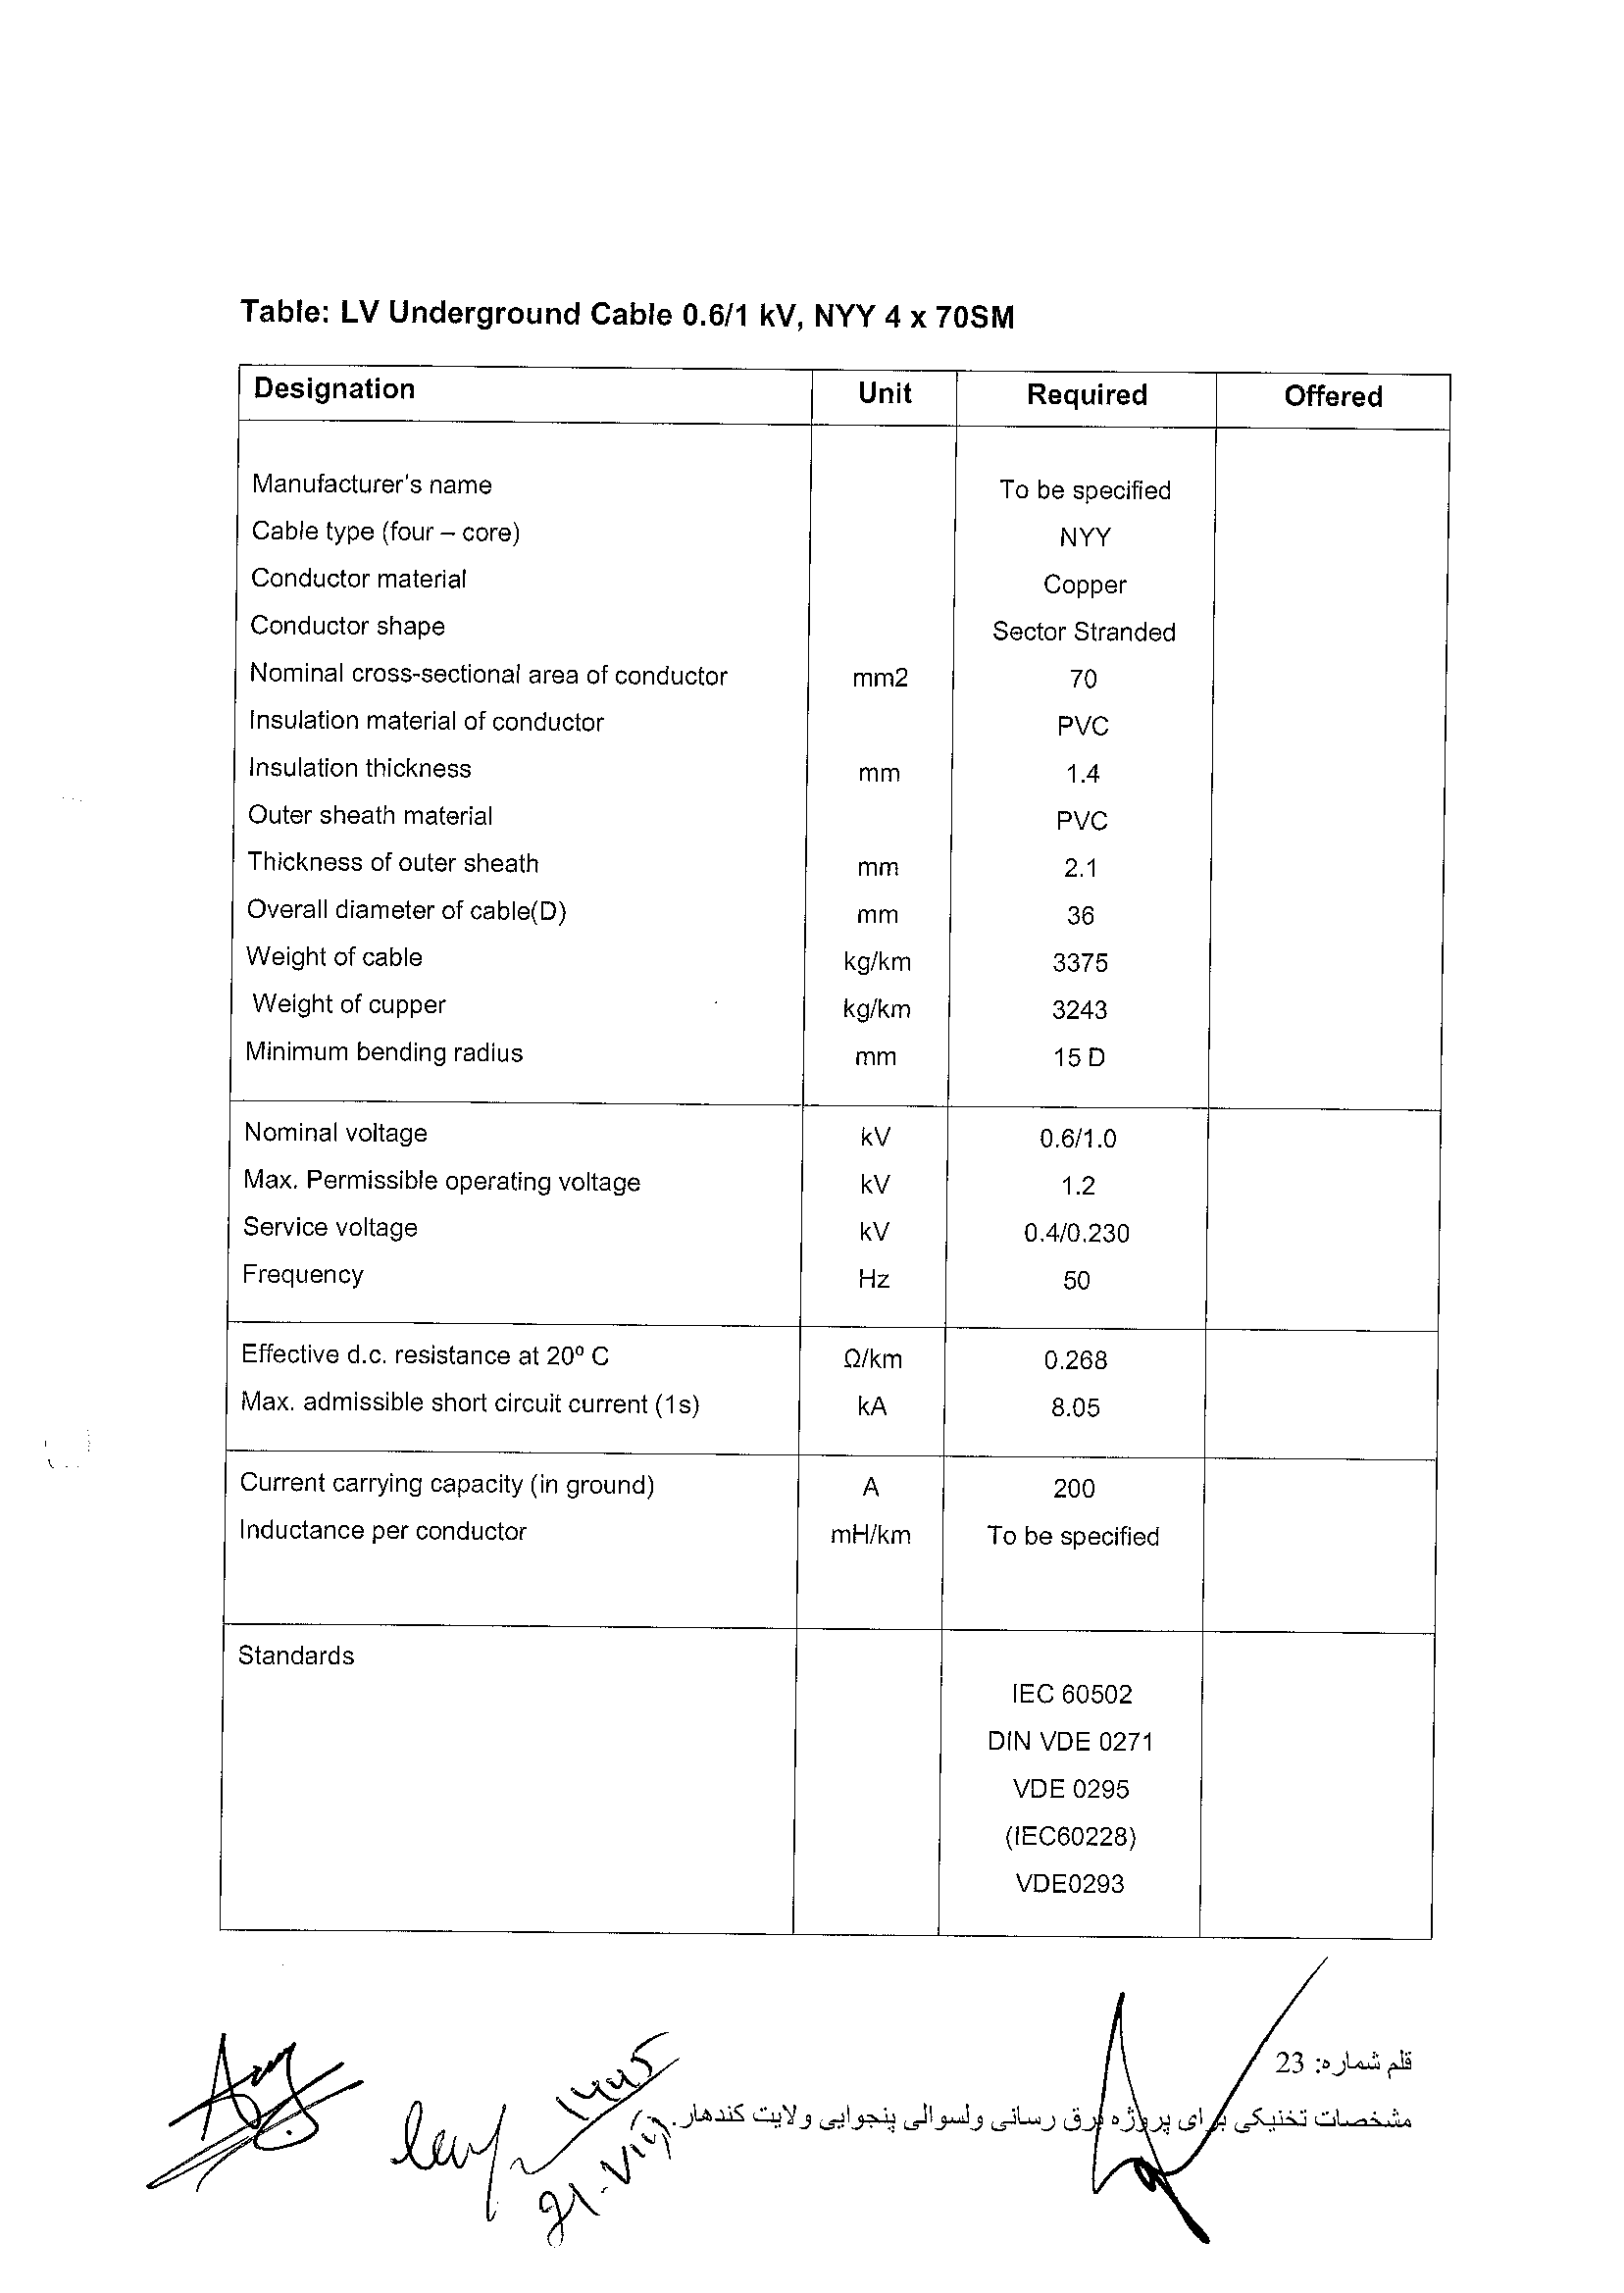 Table: LV Underground Cable 0.6/1 kV, NYY 4 x 70SM
Designation Unit Required Offered
Manufacturer's name To be specified
Cable type (four – core) NYY
Conductor material Copper
Conductor shape Sector Stranded
Nominal cross-sectional area of conductor mm2 70
Insulation material of conductor PVC
Insulation thickness mm 1.4
Outer sheath material PVC
Thickness of outer sheath mm 2.1
Overall diameter of cable(D) mm 36
Weight of cable kg/km 3375
Weight of cupper kg/km 3243
Minimum bending radius mm 15 D
Nominal voltage kV 0.6/1.0
Max. Permissible operating voltage kV 1.2
Service voltage kV 0.4/0.230
Frequency Hz 50
Effective d.c. resistance at 20º C Ω/km 0.268
Max. admissible short circuit current (1s) kA 8.05
Current carrying capacity (in ground) A 200
Inductance per conductor mH/km To be specified
Standards
IEC 60502
DIN VDE 0271
VDE 0295
(IEC60228)
VDE0293
قلم شماره: 23
مشخصات تخنیکی برای پروژه برق رسانی ولسوالی پنجوایی ولایت کندهار.